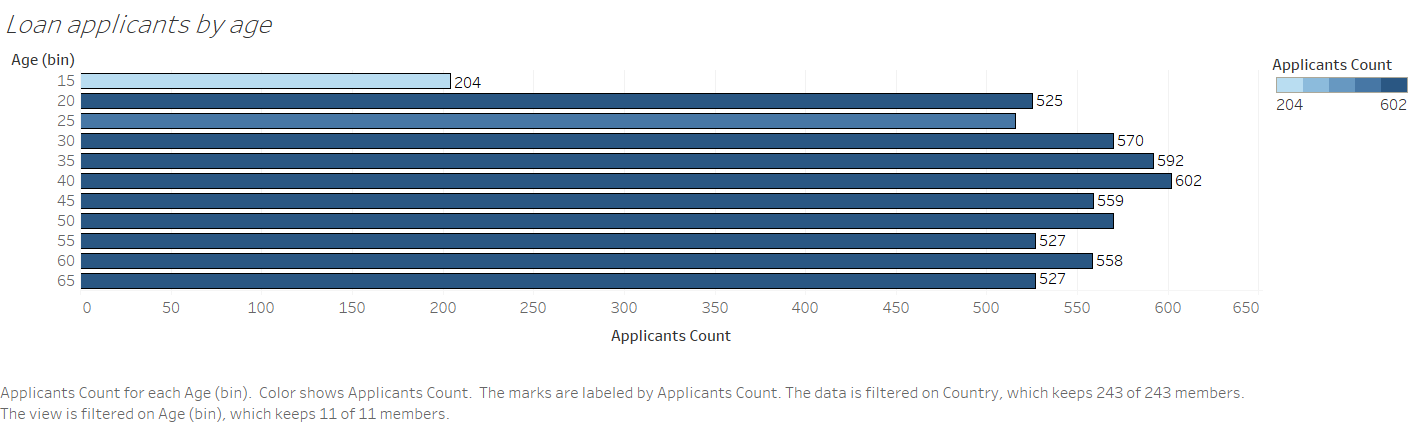 Loan applicants by age
Age (bin)
Applicants Count
204 602
15 204
20 525
25
30 570
35 592
40 602
45 559
50
55 527
60 558
65 527
0 50 100 150 200 250 300 350 400 450 500 550 600 650
Applicants Count
Applicants Count for each Age (bin). Color shows Applicants Count. The marks are labeled by Applicants Count. The data is filtered on Country, which keeps 243 of 243 members.
The view is filtered on Age (bin), which keeps 11 of 11 members.